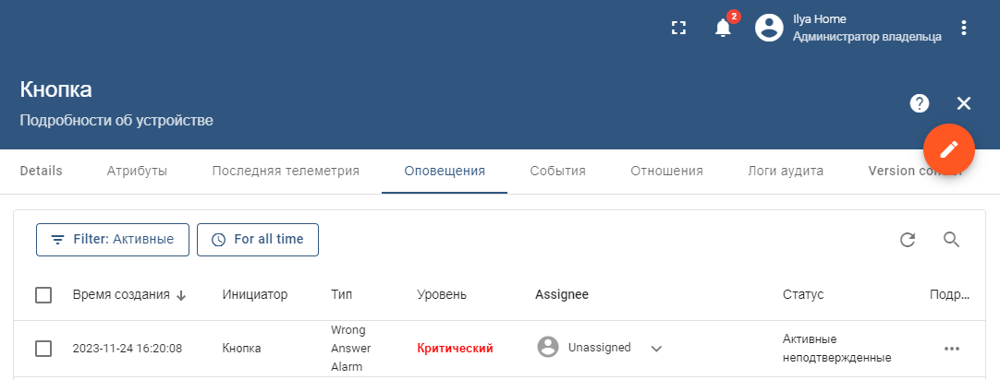 2
Ilya Home
Администратор владельца
Кнопка
Подробности об устройстве
?
Details Атрибуты Последняя телеметрия Оповещения События Отношения Логи аудита Version
Filter: Активные For all time
Время создания Инициатор Тип Уровень Assignee Статус Подр...
2023-11-24 16:20:08 Кнопка Wrong Answer Alarm Критический Unassigned Активные неподтвержденные